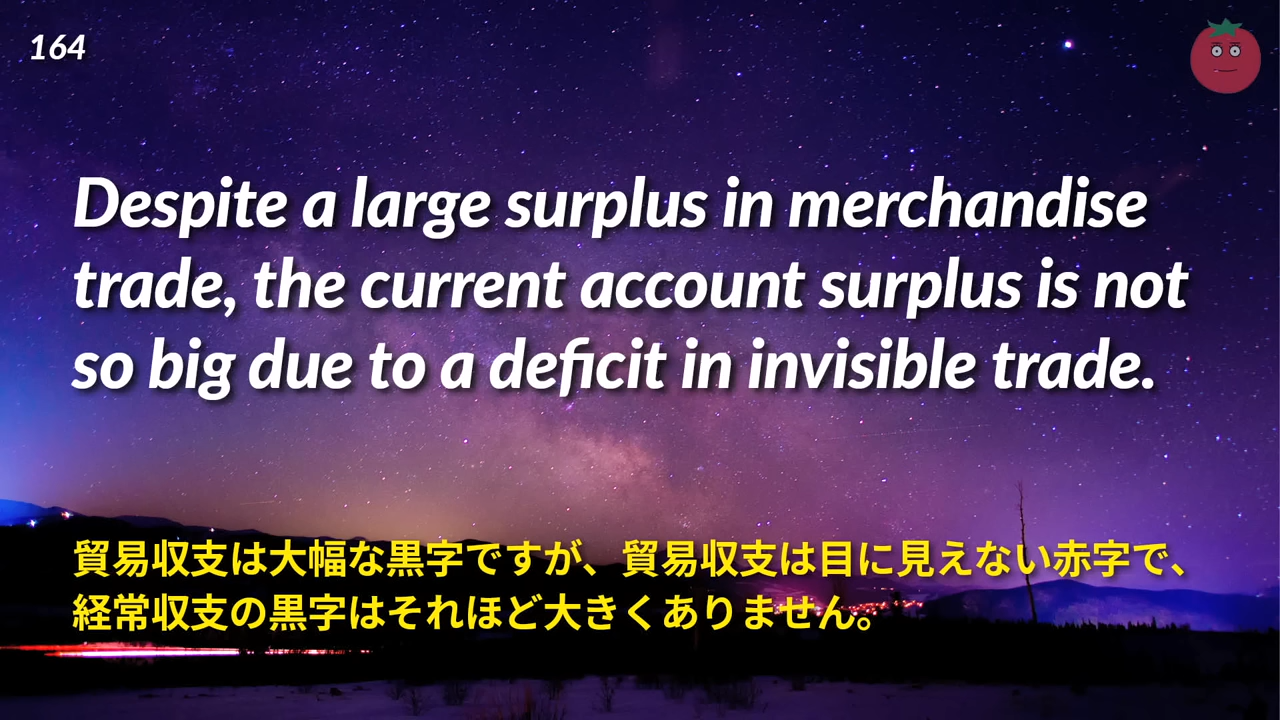 164
Despite a large surplus in merchandise
trade, the current account surplus is not
so big due to a deficit in invisible trade.
貿易収支は大幅な黒字ですが、貿易収支は目に見えない赤字で、
経常収支の黒字はそれほど大きくありません。